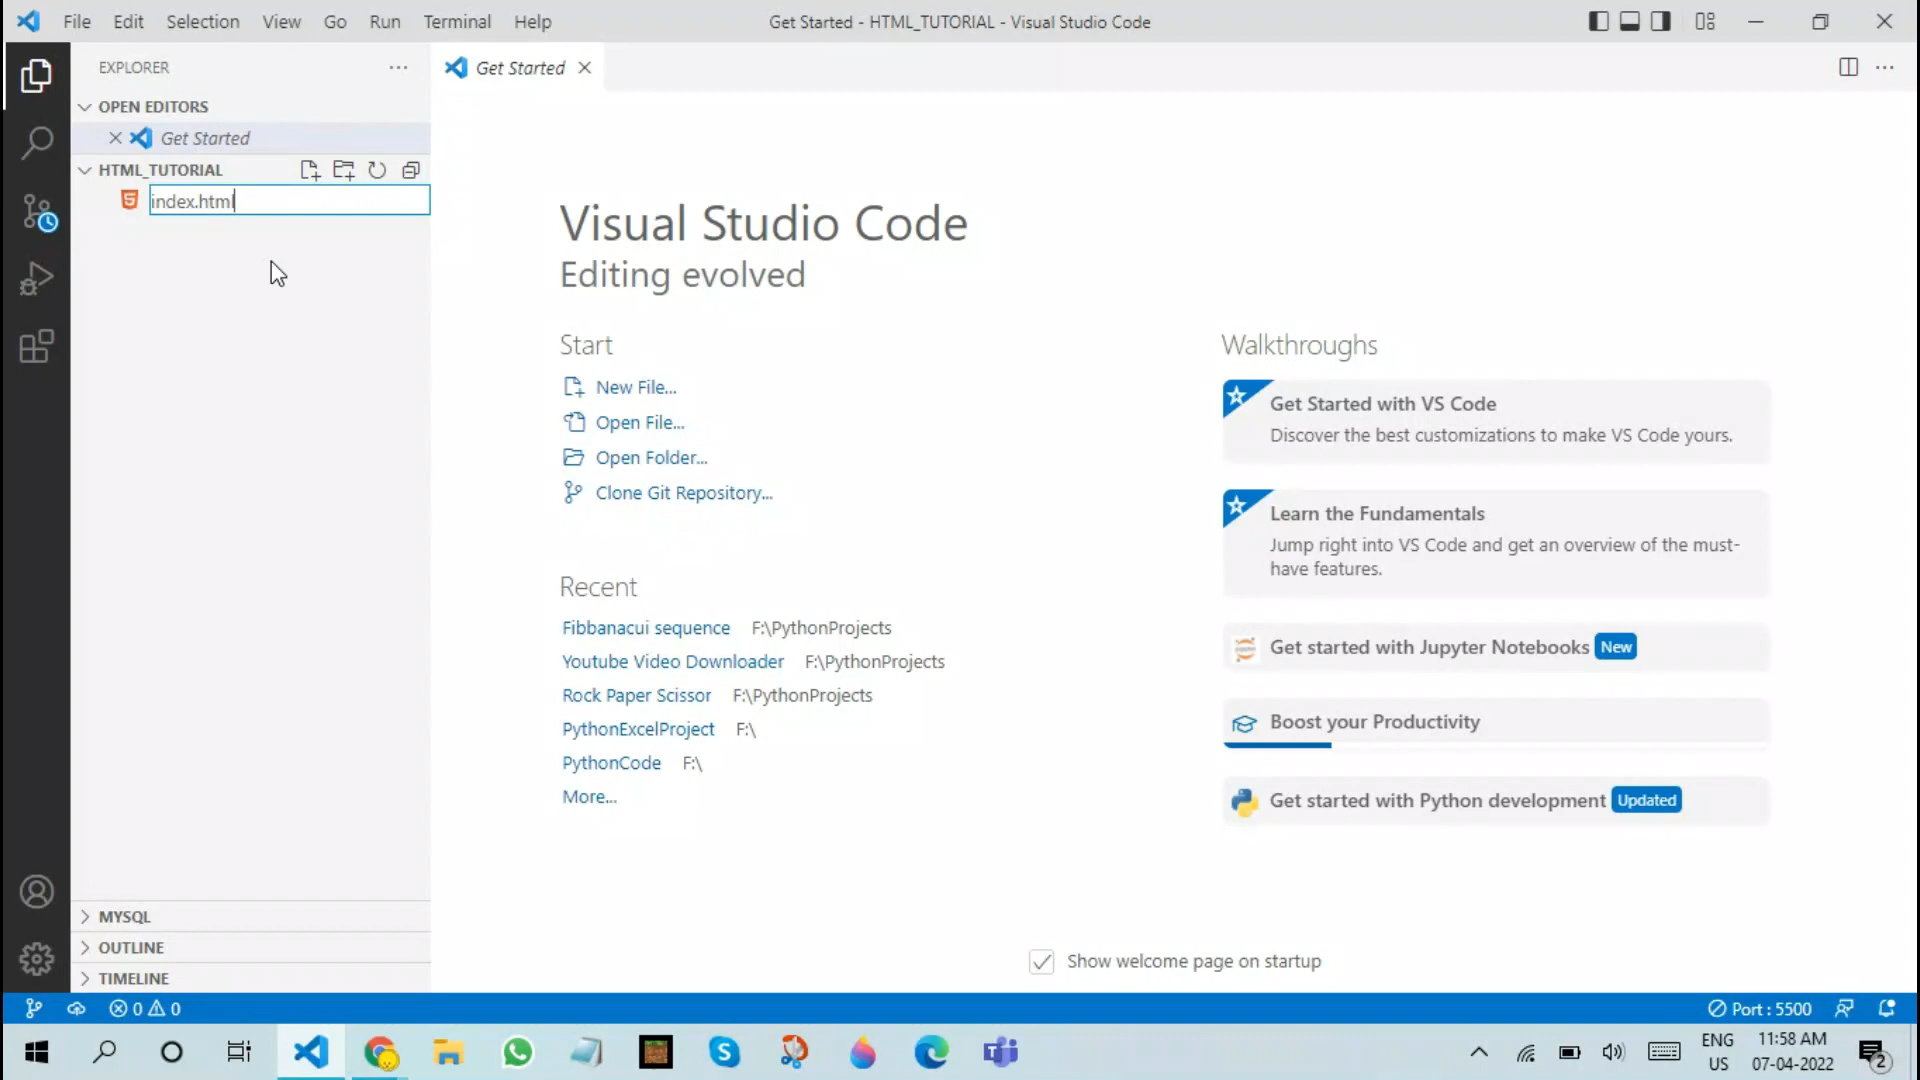 File Edit Selection View Go Run Terminal Help
Get Started - HTML_TUTORIAL - Visual Studio Code
EXPLORER
Get Started
OPEN EDITORS
Get Started
HTML_TUTORIAL
index.html
Visual Studio Code
Editing evolved
Start
New File...
Open File...
Open Folder...
Clone Git Repository...
Recent
Fibbanacui sequence F:\PythonProjects
Youtube Video Downloader F:\PythonProjects
Rock Paper Scissor F:\PythonProjects
PythonExcelProject F:\
PythonCode F:\
More...
Walkthroughs
Get Started with VS Code
Discover the best customizations to make VS Code yours.
Learn the Fundamentals
Jump right into VS Code and get an overview of the must-
have features.
Get started with Jupyter Notebooks New
Boost your Productivity
Get started with Python development Updated
Show welcome page on startup
MYSQL
OUTLINE
TIMELINE
0 0
Port : 5500
ENG
US
11:58 AM
07-04-2022
2